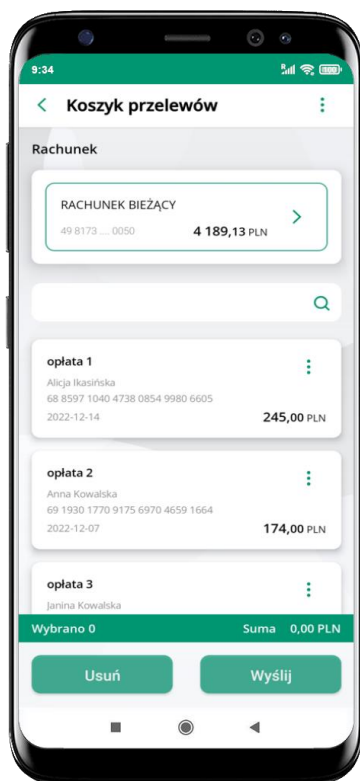 9:34
100
Koszyk przelewów
Rachunek
RACHUNEK BIEŻĄCY
49 8173 .... 0050 4 189,13 PLN
opłata 1
Alicja Ikasińska
68 8597 1040 4738 0854 9980 6605
2022-12-14 245,00 PLN
opłata 2
Anna Kowalska
69 1930 1770 9175 6970 4659 1664
2022-12-07 174,00 PLN
opłata 3
Janina Kowalska
Wybrano 0 Suma 0,00 PLN
Usuń Wyślij